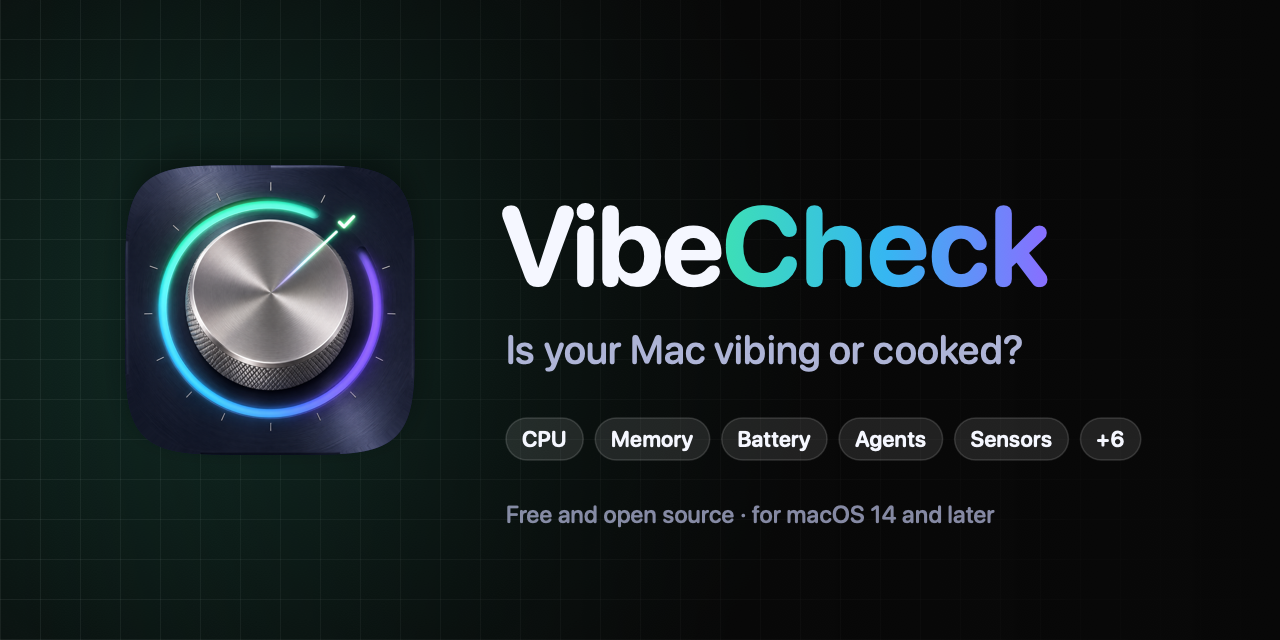 VibeCheck
Is your Mac vibing or cooked?
CPU Memory Battery Agents Sensors +6
Free and open source · for macOS 14 and later